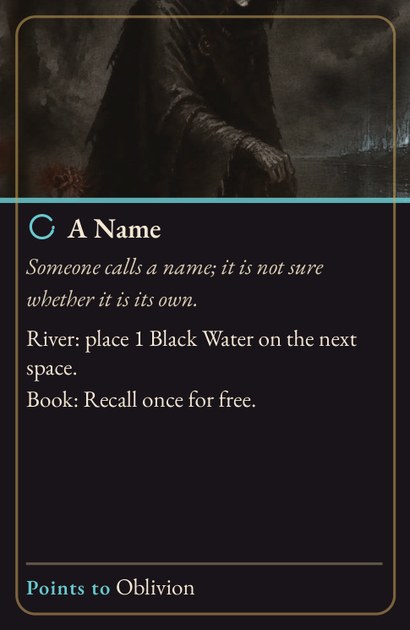 A Name
Someone calls a name; it is not sure
whether it is its own.
River: place 1 Black Water on the next
space.
Book: Recall once for free.
Points to Oblivion